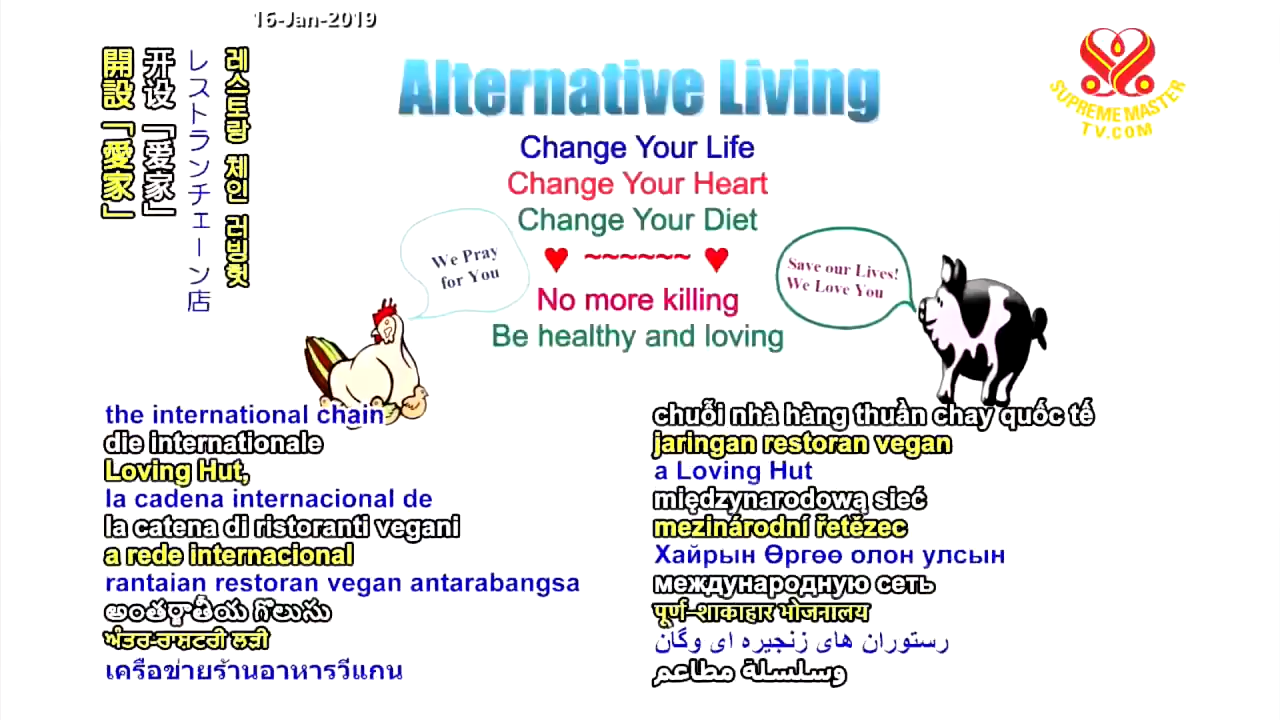 16-Jan-2019
開設「愛家」
开设「爱家」
レストランチェーン店
레스토랑 체인 러빙헛
Alternative Living
Change Your Life
Change Your Heart
Change Your Diet
♥ ~~~~~~ ♥
No more killing
Be healthy and loving
We Pray
for You
Save our Lives!
We Love You
SUPREME MASTER
TV.COM
the international chain
die internationale
Loving Hut,
la cadena internacional de
la catena di ristoranti vegani
a rede internacional
rantaian restoran vegan antarabangsa
అంతర్జాతీయ గొలుసు
ਅੰਤਰ-ਰਾਸ਼ਟਰੀ ਲੜੀ
เครือข่ายร้านอาหารวีแกน
chuỗi nhà hàng thuần chay quốc tế
jaringan restoran vegan
a Loving Hut
międzynarodową sieć
mezinárodní řetězec
Хайрын Өргөө олон улсын
международную сеть
पूर्ण-शाकाहार भोजनालय
رستوران های زنجیره ای وگان
وسلسلة مطاعم